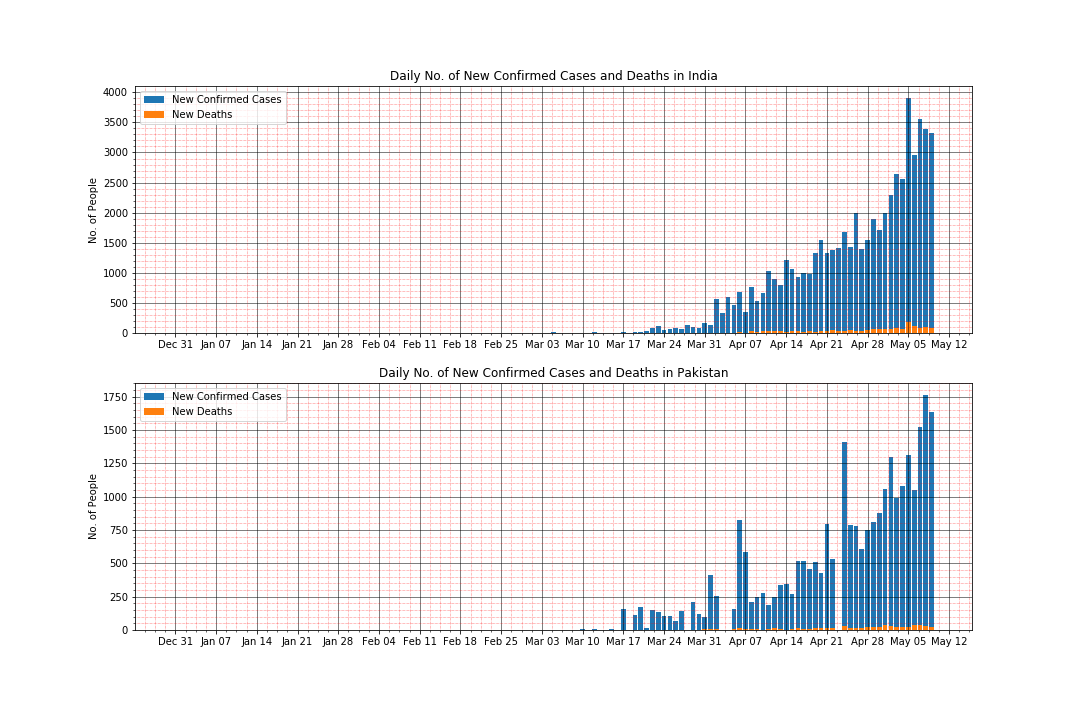 Daily No. of New Confirmed Cases and Deaths in India
New Confirmed Cases
New Deaths
No. of People
4000
3500
3000
2500
2000
1500
1000
500
0
Dec 31 Jan 07 Jan 14 Jan 21 Jan 28 Feb 04 Feb 11 Feb 18 Feb 25 Mar 03 Mar 10 Mar 17 Mar 24 Mar 31 Apr 07 Apr 14 Apr 21 Apr 28 May 05 May 12
Daily No. of New Confirmed Cases and Deaths in Pakistan
New Confirmed Cases
New Deaths
No. of People
1750
1500
1250
1000
750
500
250
0
Dec 31 Jan 07 Jan 14 Jan 21 Jan 28 Feb 04 Feb 11 Feb 18 Feb 25 Mar 03 Mar 10 Mar 17 Mar 24 Mar 31 Apr 07 Apr 14 Apr 21 Apr 28 May 05 May 12